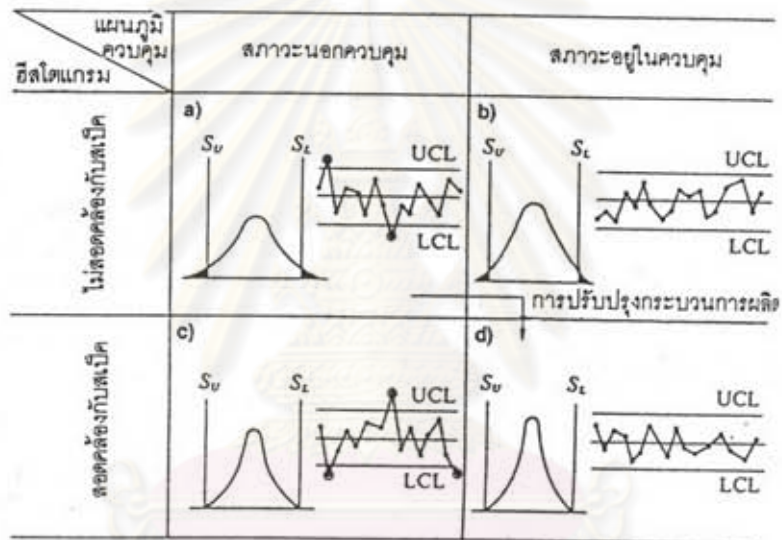 แผนภูมิ
ควบคุม
ฮีสโตแกรม
สภาวะนอกควบคุม
สภาวะอยู่ในควบคุม
ไม่สอดคล้องกับสเป็ค
a)
S_U
S_L
UCL
LCL
b)
S_U
S_L
UCL
LCL
การปรับปรุงกระบวนการผลิต
สอดคล้องกับสเป็ค
c)
S_U
S_L
UCL
LCL
d)
S_U
S_L
UCL
LCL